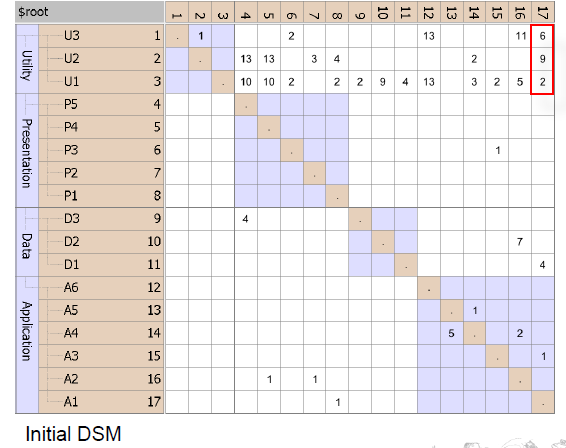 $root 1 2 3 4 5 6 7 8 9 10 11 12 13 14 15 16 17
Utility
U3 1 . 1 2 13 11 6
U2 2 . 13 13 3 4 2 9
U1 3 . 10 10 2 2 2 9 4 13 3 2 5 2
Presentation
P5 4 .
P4 5 .
P3 6 . 1
P2 7 .
P1 8 .
Data
D3 9 4 .
D2 10 . 7
D1 11 . 4
Application
A6 12 .
A5 13 . 1
A4 14 5 . 2
A3 15 . 1
A2 16 1 1 .
A1 17 1 .
Initial DSM